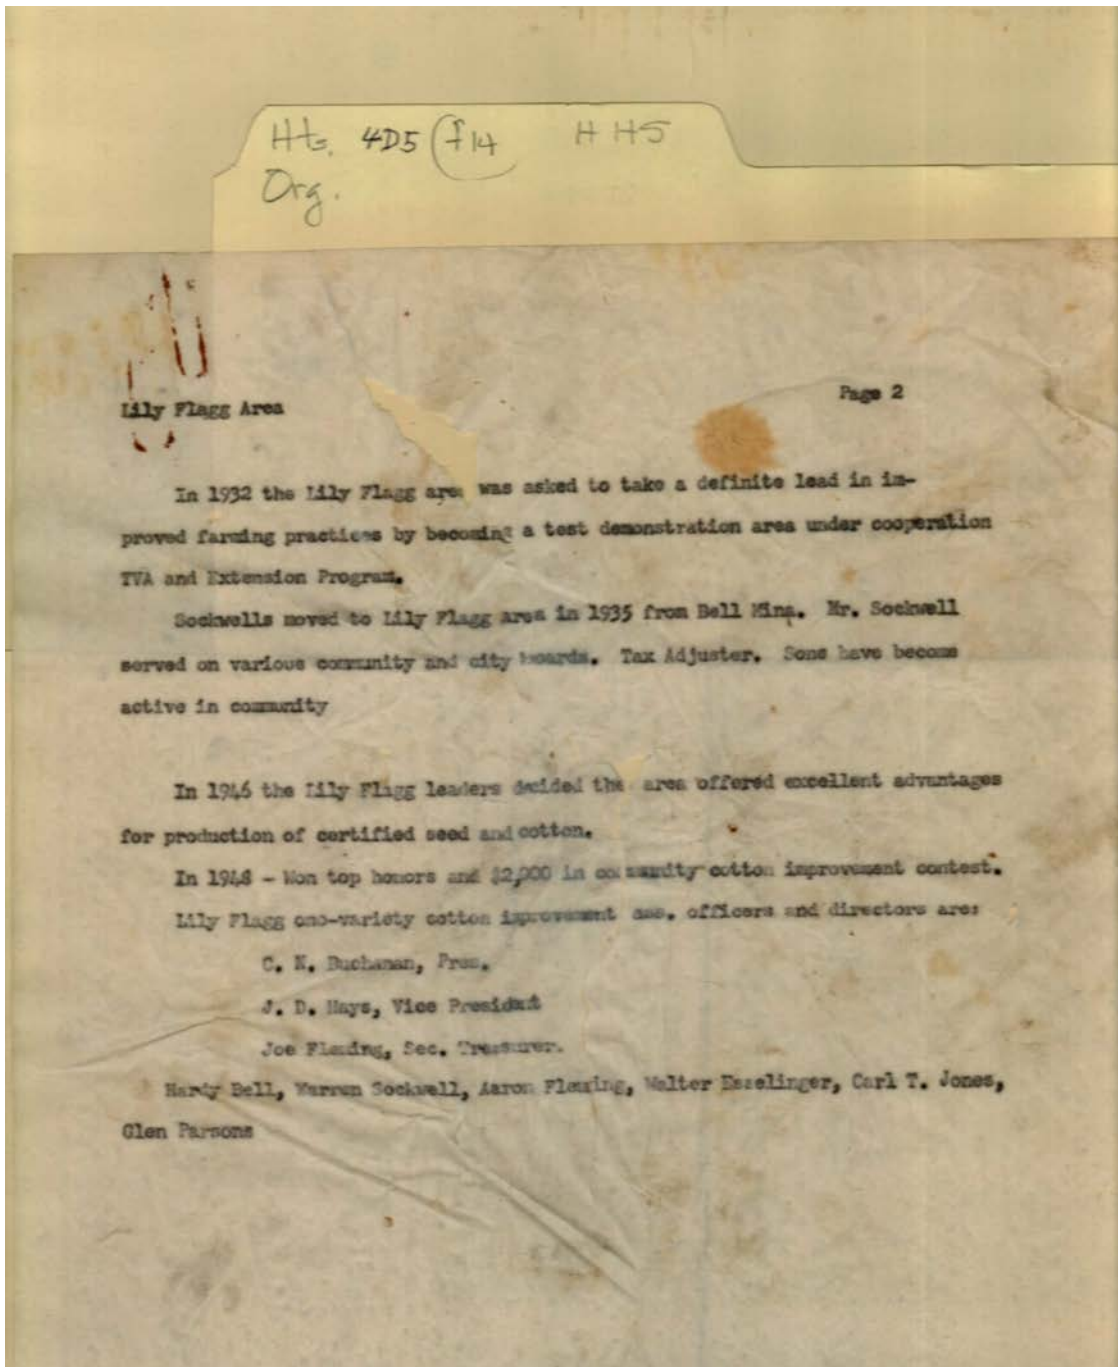 Hts. 4D5 (f14 HHS
Org.
Lily Flagg Area
Page 2
In 1932 the Lily Flagg area was asked to take a definite lead in im-
proved farming practices by becoming a test demonstration area under cooperation
TVA and Extension Program.
Sockwells moved to Lily Flagg Area in 1935 from Bell Mina. Mr. Sockwell
served on various community and city boards. Tax Adjuster. Sons have become
active in community
In 1946 the Lily Flagg leaders decided the area offered excellent advantages
for production of certified seed and cotton.
In 1948 - Won top honors and $2,000 in community cotton improvement contest.
Lily Flagg one-variety cotton improvement ass. officers and directors are:
C. K. Buchanan, Pres.
J. D. Hays, Vice President
Joe Fleming, Sec. Treasurer.
Hardy Bell, Warren Sockwell, Aaron Fleming, Walter Esselinger, Carl T. Jones,
Glen Parsons